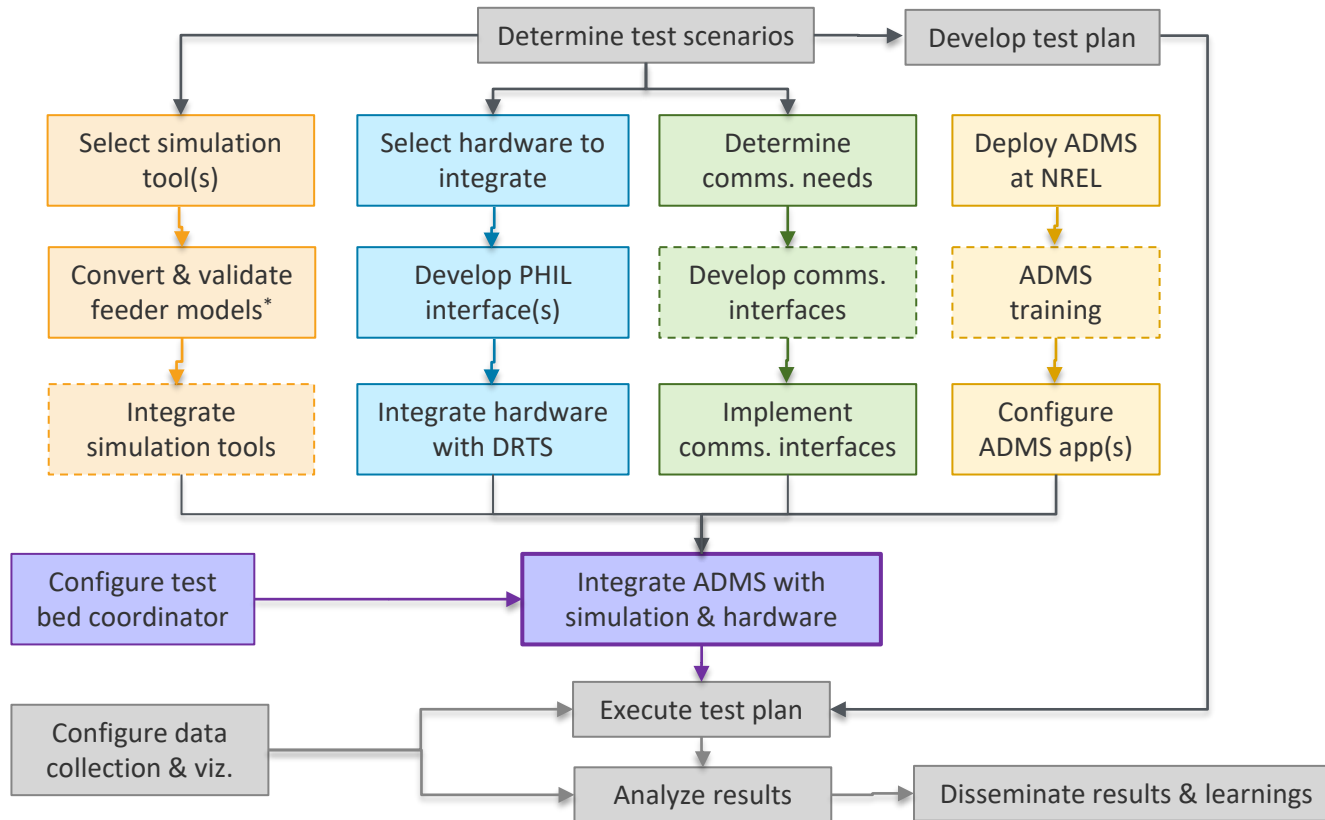 Determine test scenarios
Develop test plan
Select simulation
tool(s)
Select hardware to
integrate
Determine
comms. needs
Deploy ADMS
at NREL
Convert & validate
feeder models*
Develop PHIL
interface(s)
Develop comms.
interfaces
ADMS
training
Integrate
simulation tools
Integrate hardware
with DRTS
Implement
comms. interfaces
Configure
ADMS app(s)
Configure test
bed coordinator
Integrate ADMS with
simulation & hardware
Configure data
collection & viz.
Execute test plan
Analyze results
Disseminate results & learnings